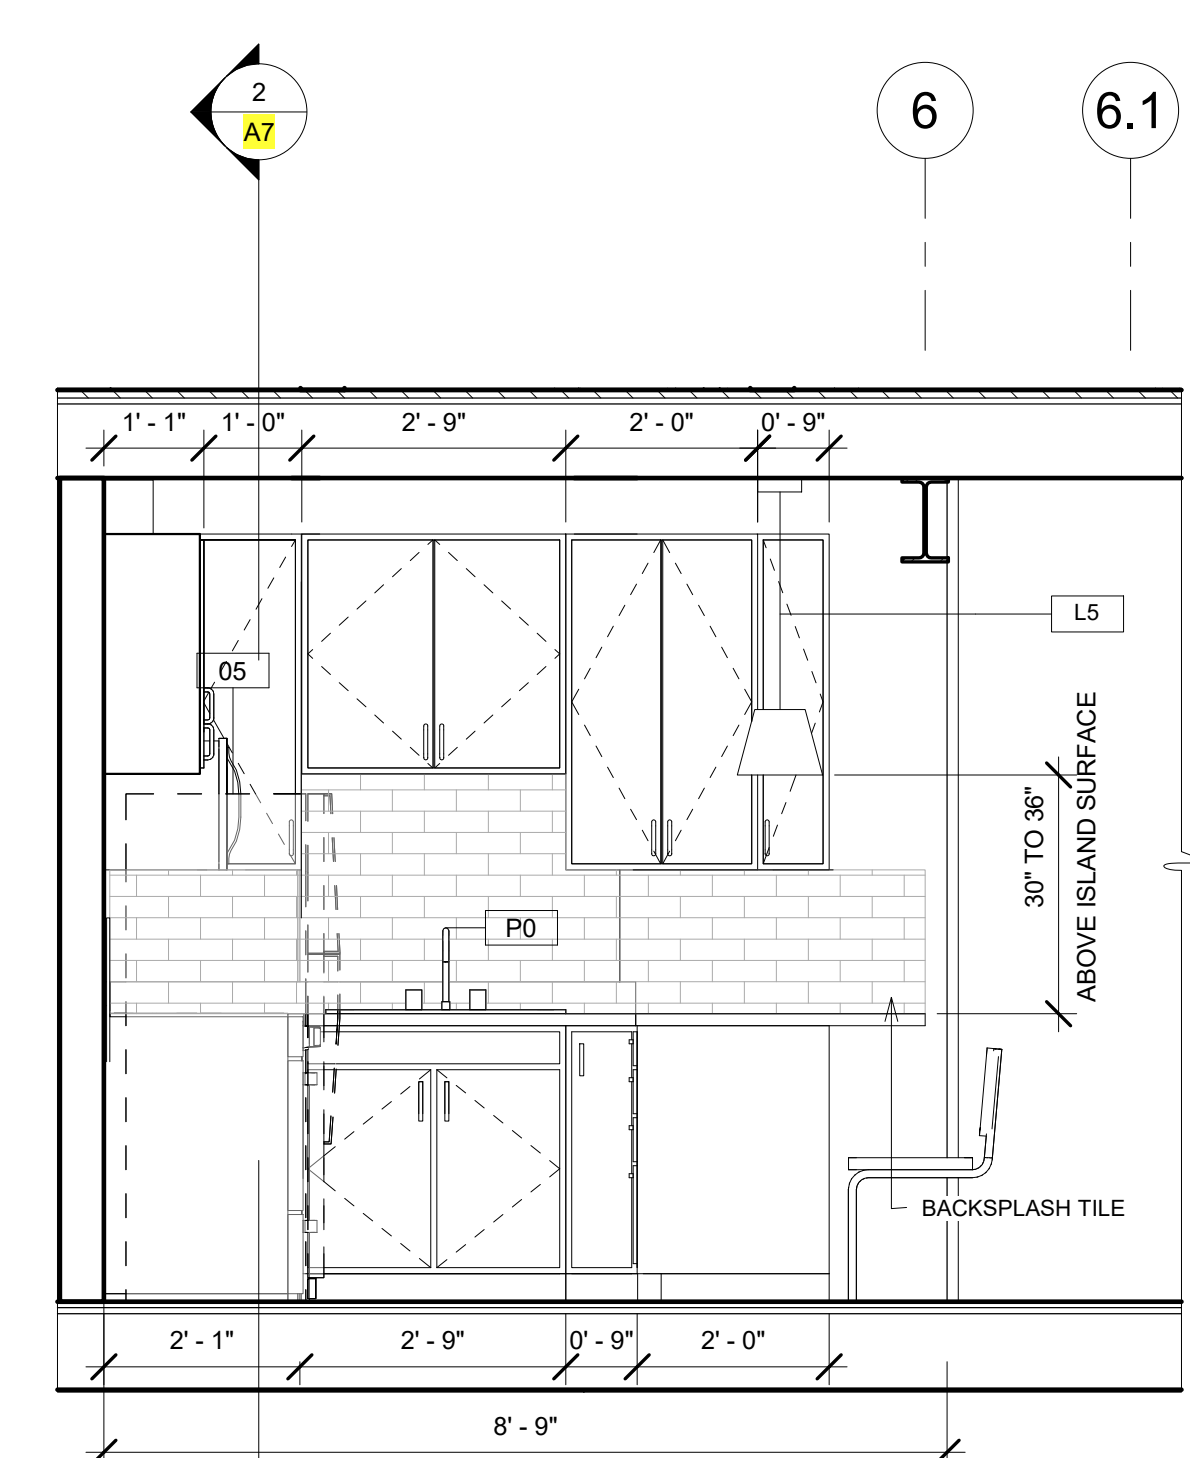 2
A7
6
6.1
1' - 1"
1' - 0"
2' - 9"
2' - 0"
0' - 9"
L5
05
30" TO 36"
ABOVE ISLAND SURFACE
P0
BACKSPLASH TILE
2' - 1"
2' - 9"
0' - 9"
2' - 0"
8' - 9"